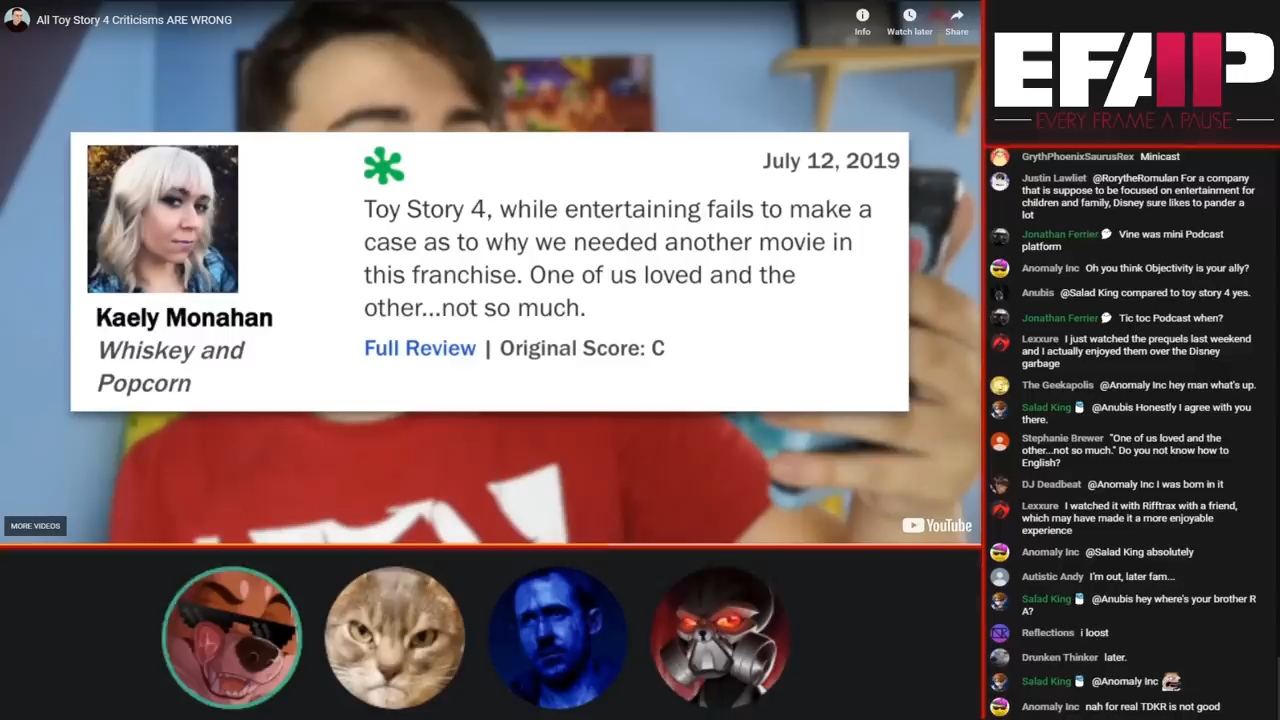 All Toy Story 4 Criticisms ARE WRONG
Info
Watch later
Share
July 12, 2019
Toy Story 4, while entertaining fails to make a
case as to why we needed another movie in
this franchise. One of us loved and the
other...not so much.
Full Review | Original Score: C
Kaely Monahan
Whiskey and
Popcorn
MORE VIDEOS
YouTube
EFAP
EVERY FRAME A PAUSE
GrythPhoenixSaurusRex Minicast
Justin Lawliet @RorytheRomulan For a company
that is suppose to be focused on entertainment for
children and family, Disney sure likes to pander a
lot
Jonathan Ferrier Vine was mini Podcast
platform
Anomaly Inc Oh you think Objectivity is your ally?
Anubis @Salad King compared to toy story 4 yes.
Jonathan Ferrier Tic toc Podcast when?
Lexxure I just watched the prequels last weekend
and I actually enjoyed them over the Disney
garbage
The Geekapolis @Anomaly Inc hey man what's up.
Salad King @Anubis Honestly I agree with you
there.
Stephanie Brewer "One of us loved and the
other...not so much." Do you not know how to
English?
DJ Deadbeat @Anomaly Inc I was born in it
Lexxure I watched it with Rifftrax with a friend,
which may have made it a more enjoyable
experience
Anomaly Inc @Salad King absolutely
Autistic Andy I'm out, later fam...
Salad King @Anubis hey where's your brother R
A?
Reflections i loost
Drunken Thinker later.
Salad King @Anomaly Inc
Anomaly Inc nah for real TDKR is not good